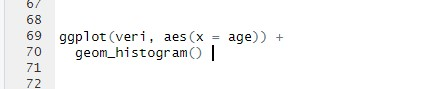 67
68
69 ggplot(veri, aes(x = age)) +
70 geom_histogram()
71
72